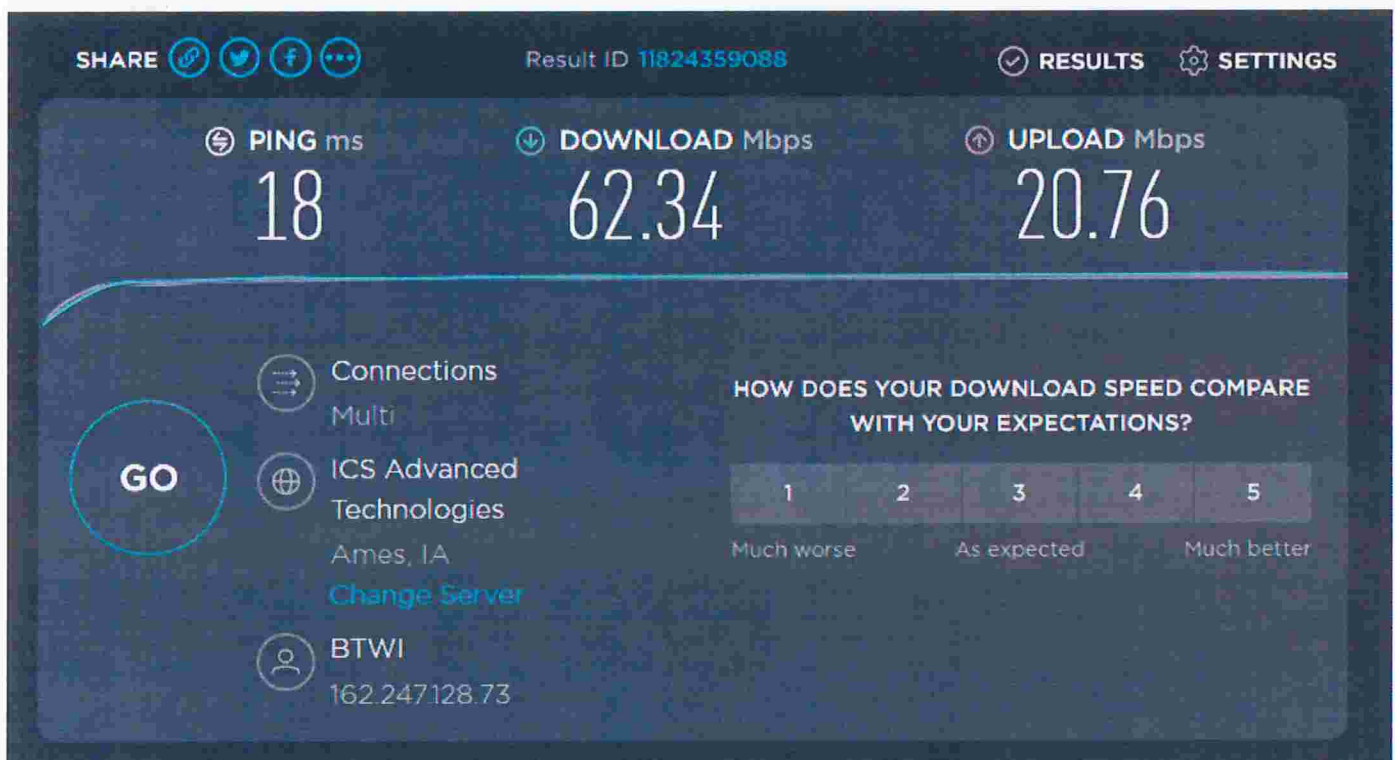 SHARE
Result ID 11824359088
RESULTS
SETTINGS
PING ms
DOWNLOAD Mbps
UPLOAD Mbps
18
62.34
20.76
Connections
Multi
GO
ICS Advanced
Technologies
Ames, IA
Change Server
BTWI
162.247.128.73
HOW DOES YOUR DOWNLOAD SPEED COMPARE
WITH YOUR EXPECTATIONS?
1 2 3 4 5
Much worse As expected Much better